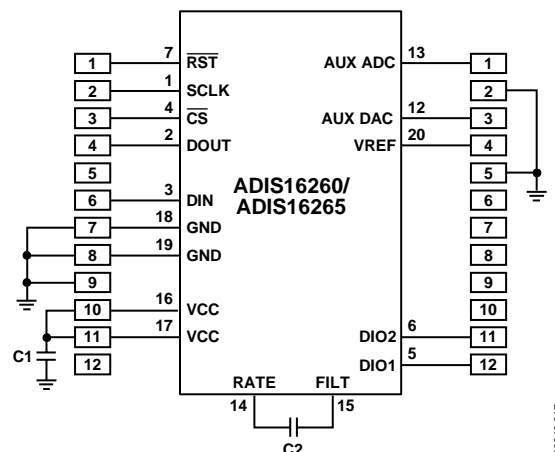 7 13
1 RST AUX ADC 1
1
2 SCLK 2
4 12
3 CS AUX DAC 3
2 20
4 DOUT VREF 4
5 ADIS16260/ 5
3 ADIS16265
6 DIN 6
18
7 GND 7
19
8 GND 8
9 9
16
10 VCC 10
17 6
11 VCC DIO2 11
C1 5
12 DIO1 12
RATE FILT
14 15
C2